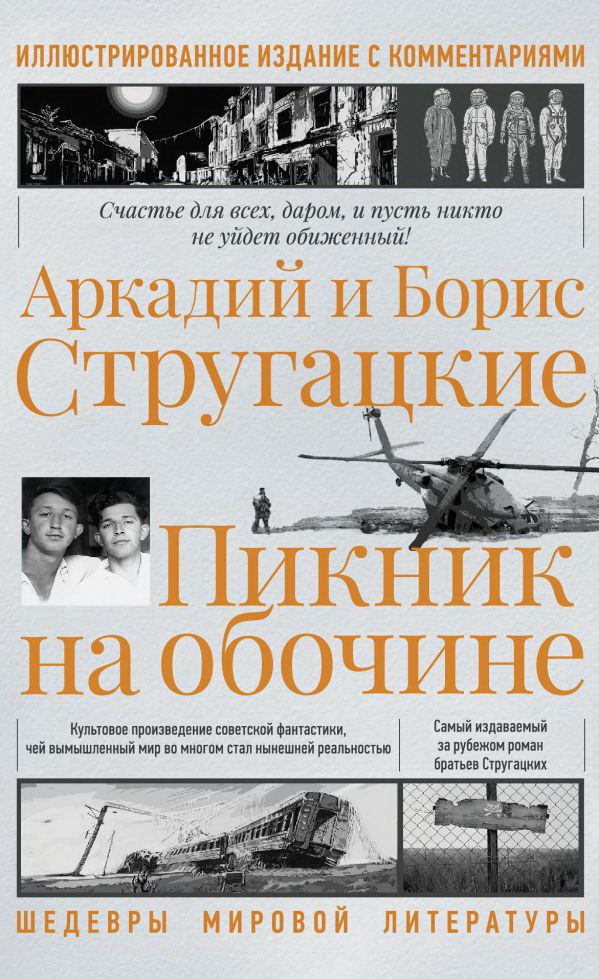 ИЛЛЮСТРИРОВАННОЕ ИЗДАНИЕ С КОММЕНТАРИЯМИ
Счастье для всех, даром, и пусть никто
не уйдет обиженный!
Аркадий и Борис
Стругацкие
Пикник
на обочине
Культовое произведение советской фантастики,
чей вымышленный мир во многом стал нынешней реальностью
Самый издаваемый
за рубежом роман
братьев Стругацких
ШЕДЕВРЫ МИРОВОЙ ЛИТЕРАТУРЫ